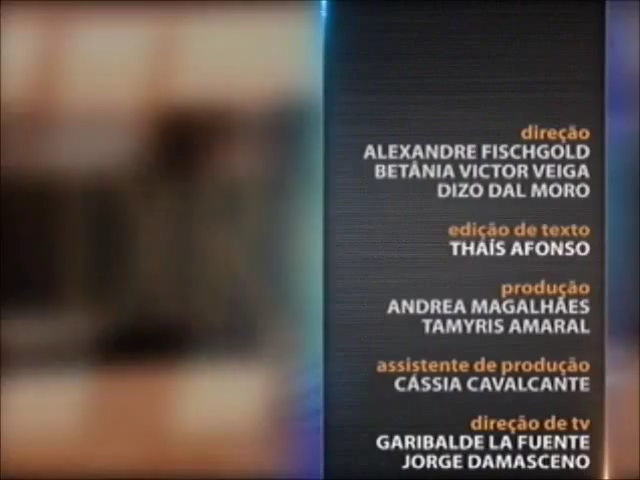 direção
ALEXANDRE FISCHGOLD
BETÂNIA VICTOR VEIGA
DIZO DAL MORO
edição de texto
THAÍS AFONSO
produção
ANDREA MAGALHÃES
TAMYRIS AMARAL
assistente de produção
CÁSSIA CAVALCANTE
direção de tv
GARIBALDE LA FUENTE
JORGE DAMASCENO